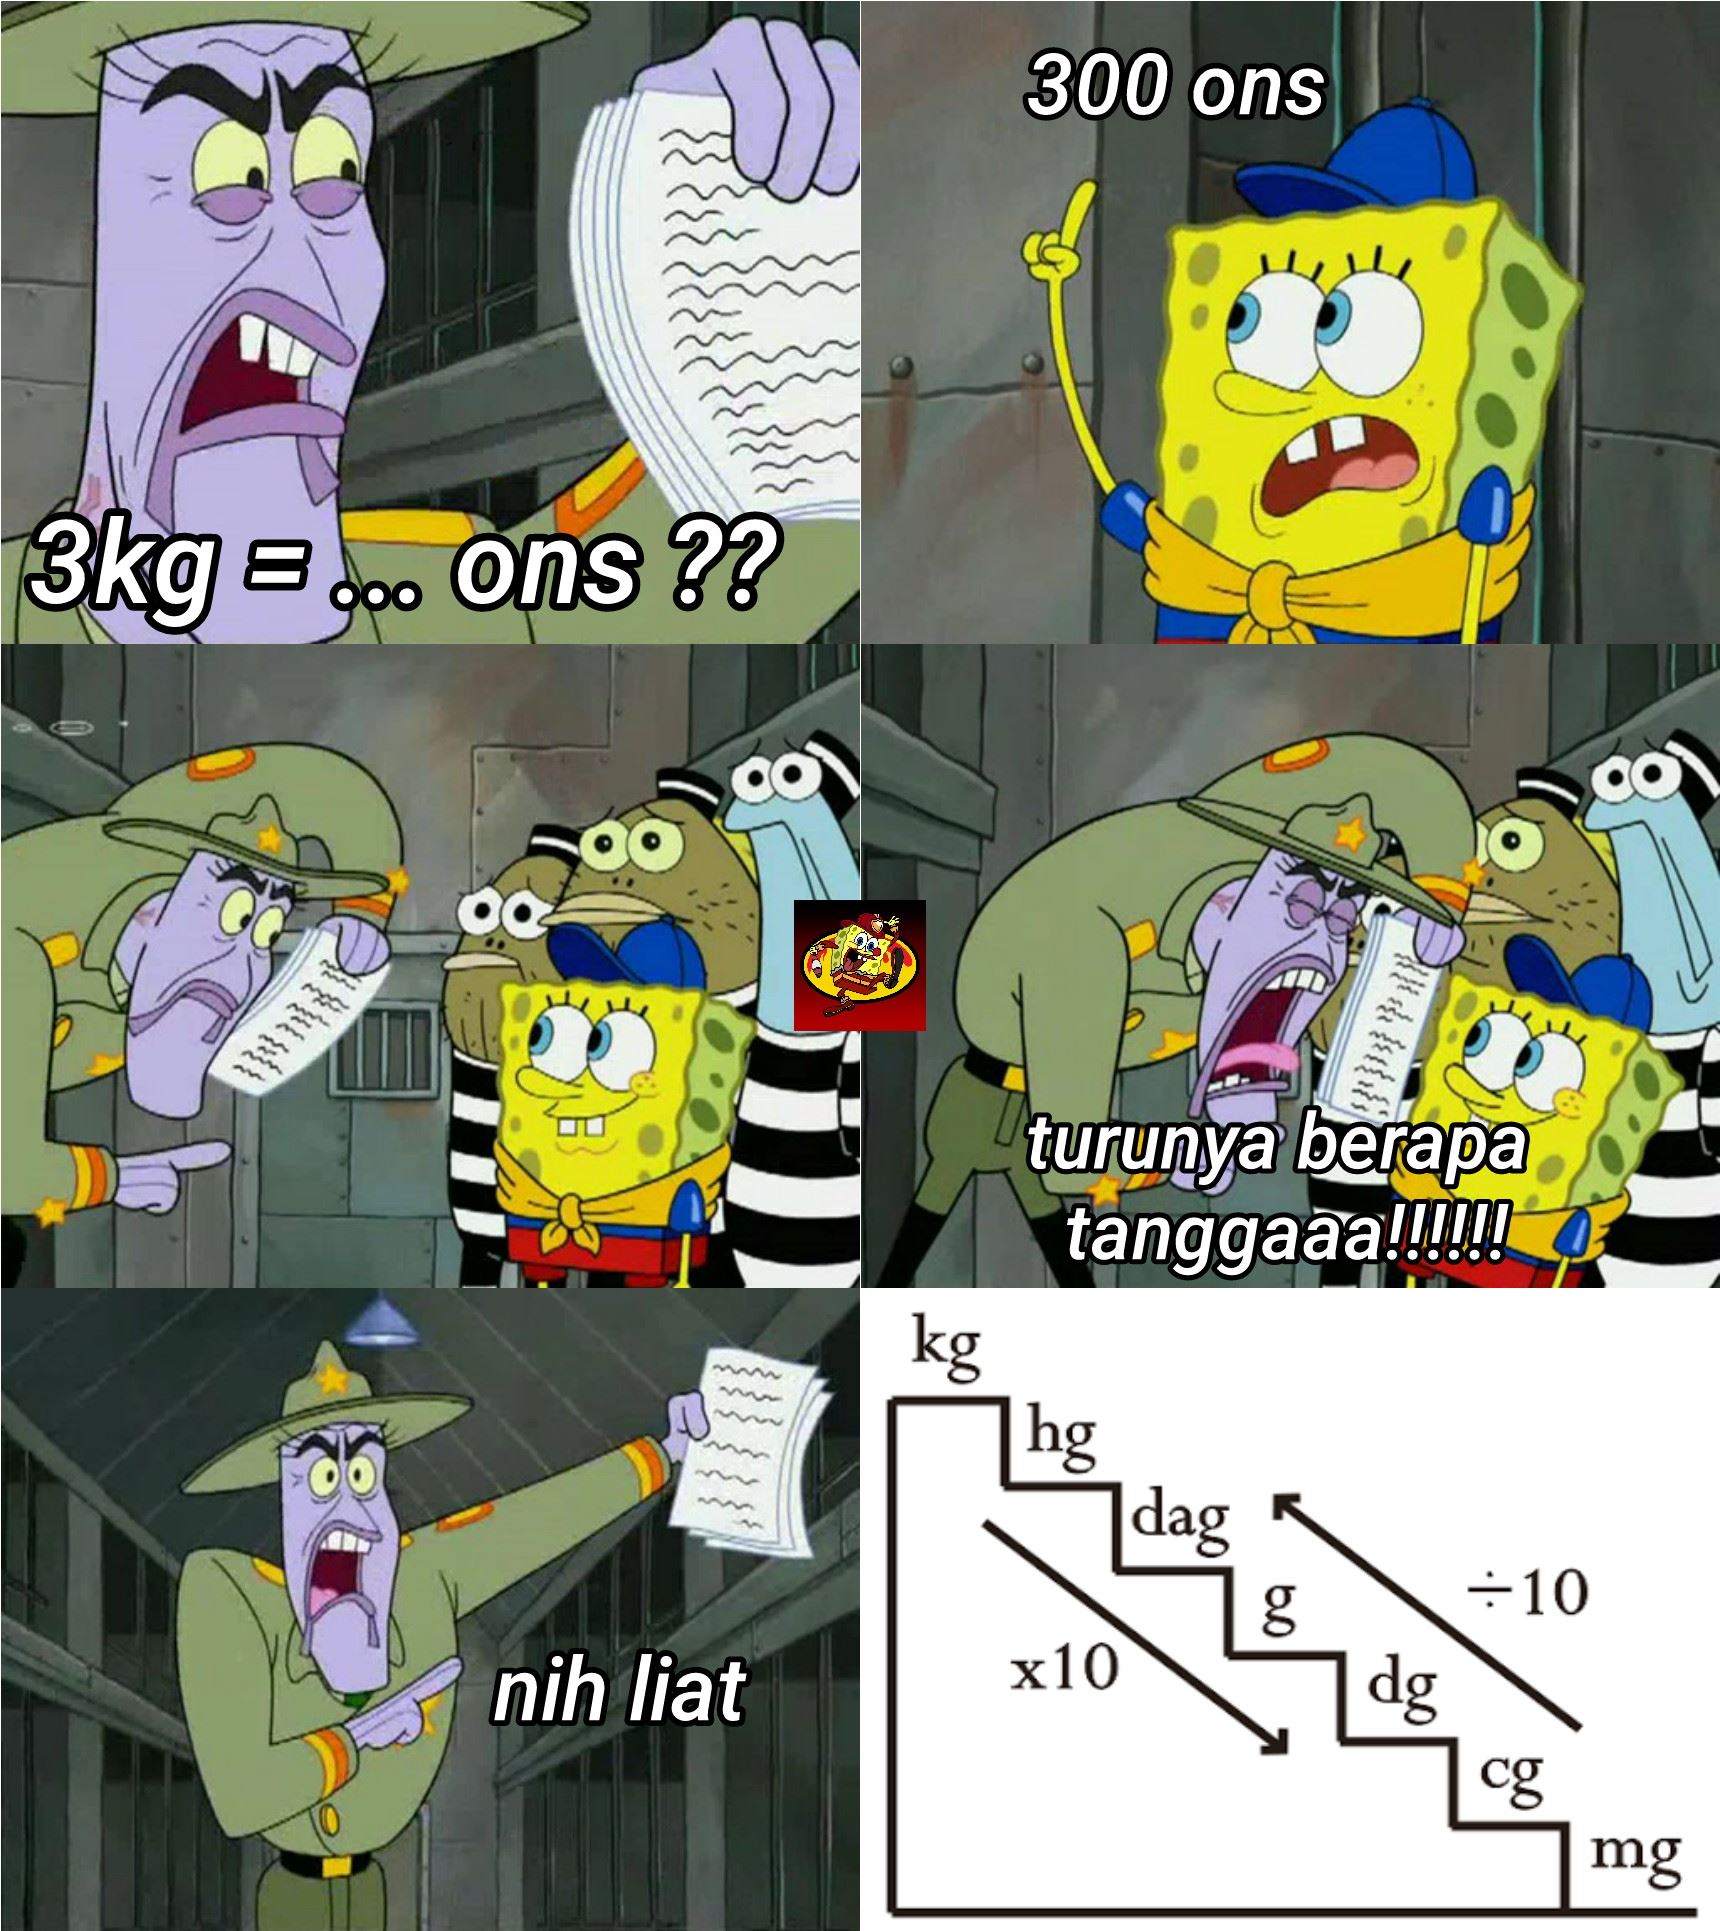 3kg = ... ons ??
300 ons
turunya berapa
tanggaaa!!!!!!
nih liat
kg
hg
dag
g
dg
cg
mg
x10
÷10